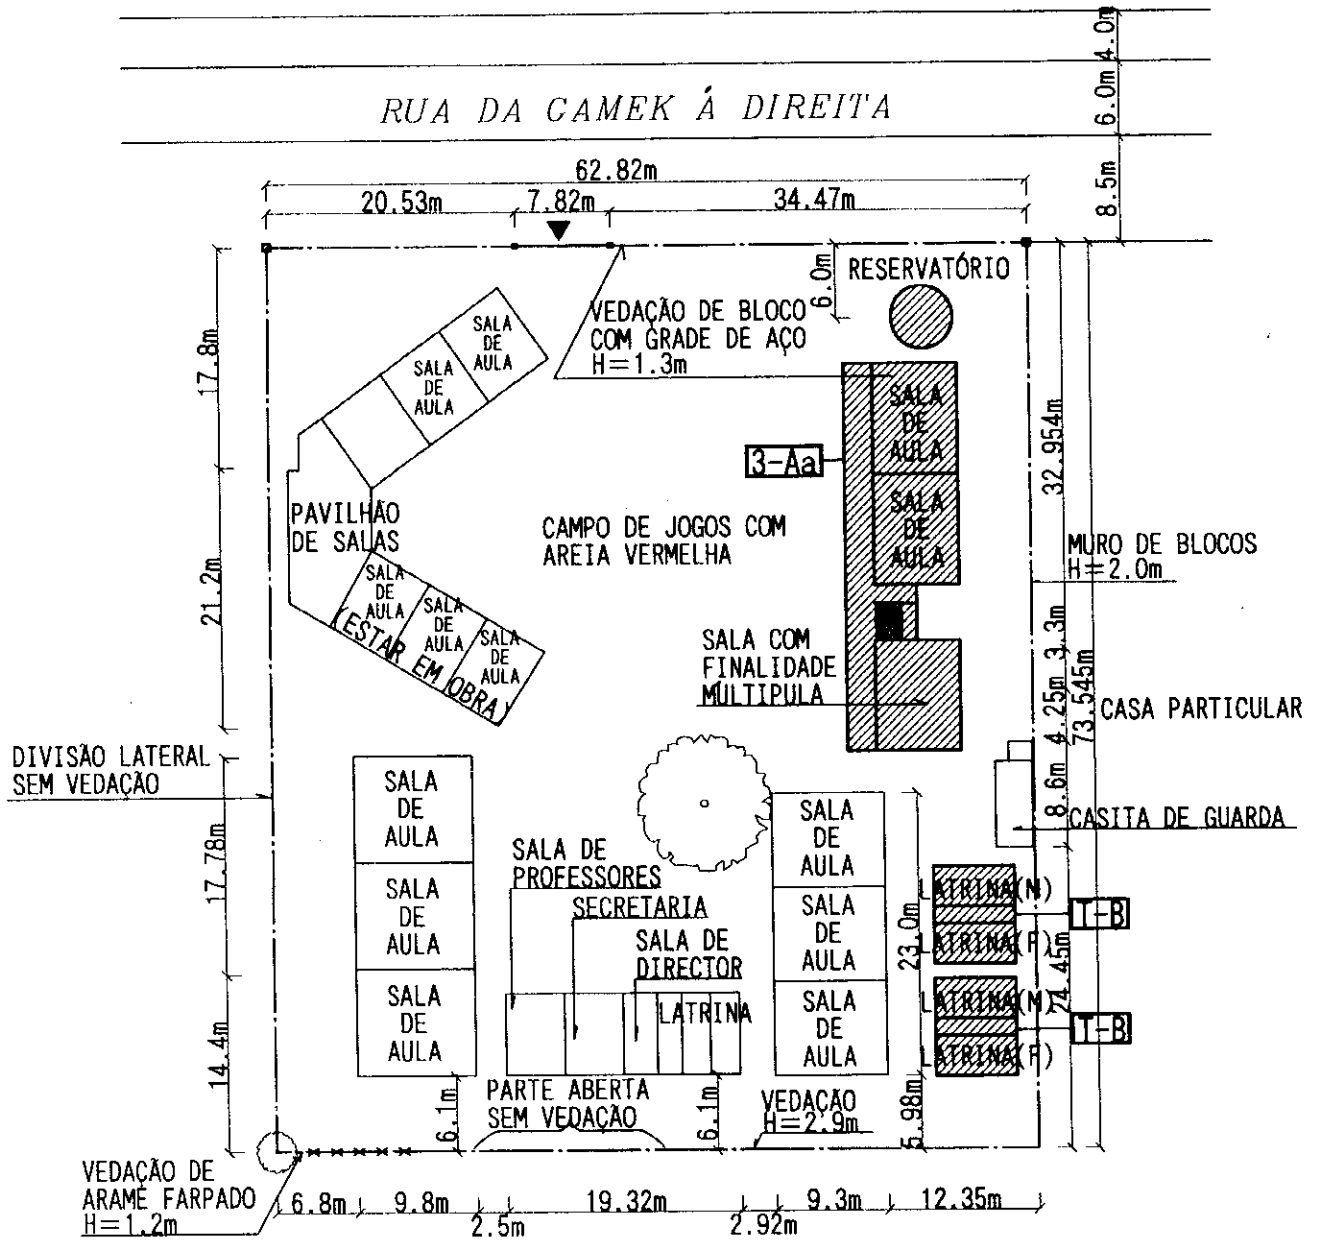 4.0m
6.0m
8.5m
RUA DA CAMEK Á DIREITA
62.82m
20.53m
7.82m
34.47m
6.0m
RESERVATÓRIO
VEDAÇÃO DE BLOCO
COM GRADE DE AÇO
H=1.3m
17.8m
SALA
DE
AULA
SALA
DE
AULA
SALA
DE
AULA
3-Aa
SALA
DE
AULA
32.954m
PAVILHÃO
DE SALAS
CAMPO DE JOGOS COM
AREIA VERMELHA
MURO DE BLOCOS
H=2.0m
21.2m
SALA
DE
AULA
SALA
DE
AULA
SALA
DE
AULA
(ESTAR EM OBRA)
SALA COM
FINALIDADE
MULTIPULA
3.3m
4.25m
73.545m
CASA PARTICULAR
8.6m
DIVISÃO LATERAL
SEM VEDAÇÃO
CASITA DE GUARDA
17.78m
SALA
DE
AULA
SALA
DE
AULA
SALA
DE
AULA
SALA DE
PROFESSORES
SECRETARIA
SALA DE
DIRECTOR
LATRINA
SALA
DE
AULA
SALA
DE
AULA
SALA
DE
AULA
23.0m
LATRINA(M)
LATRINA(F)
T-B
24.45m
LATRINA(M)
LATRINA(F)
T-B
14.4m
6.1m
PARTE ABERTA
SEM VEDAÇÃO
6.1m
VEDAÇÃO
H=2.9m
5.98m
VEDAÇÃO DE
ARAME FARPADO
H=1.2m
6.8m
9.8m
2.5m
19.32m
2.92m
9.3m
12.35m